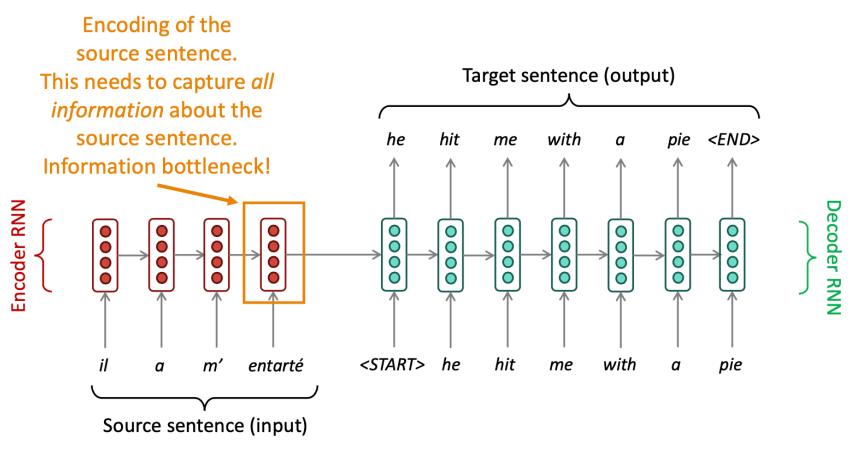 Encoding of the
source sentence.
This needs to capture all
information about the
source sentence.
Information bottleneck!
Target sentence (output)
he hit me with a pie <END>
Encoder RNN
Decoder RNN
il a m’ entarté
<START> he hit me with a pie
Source sentence (input)